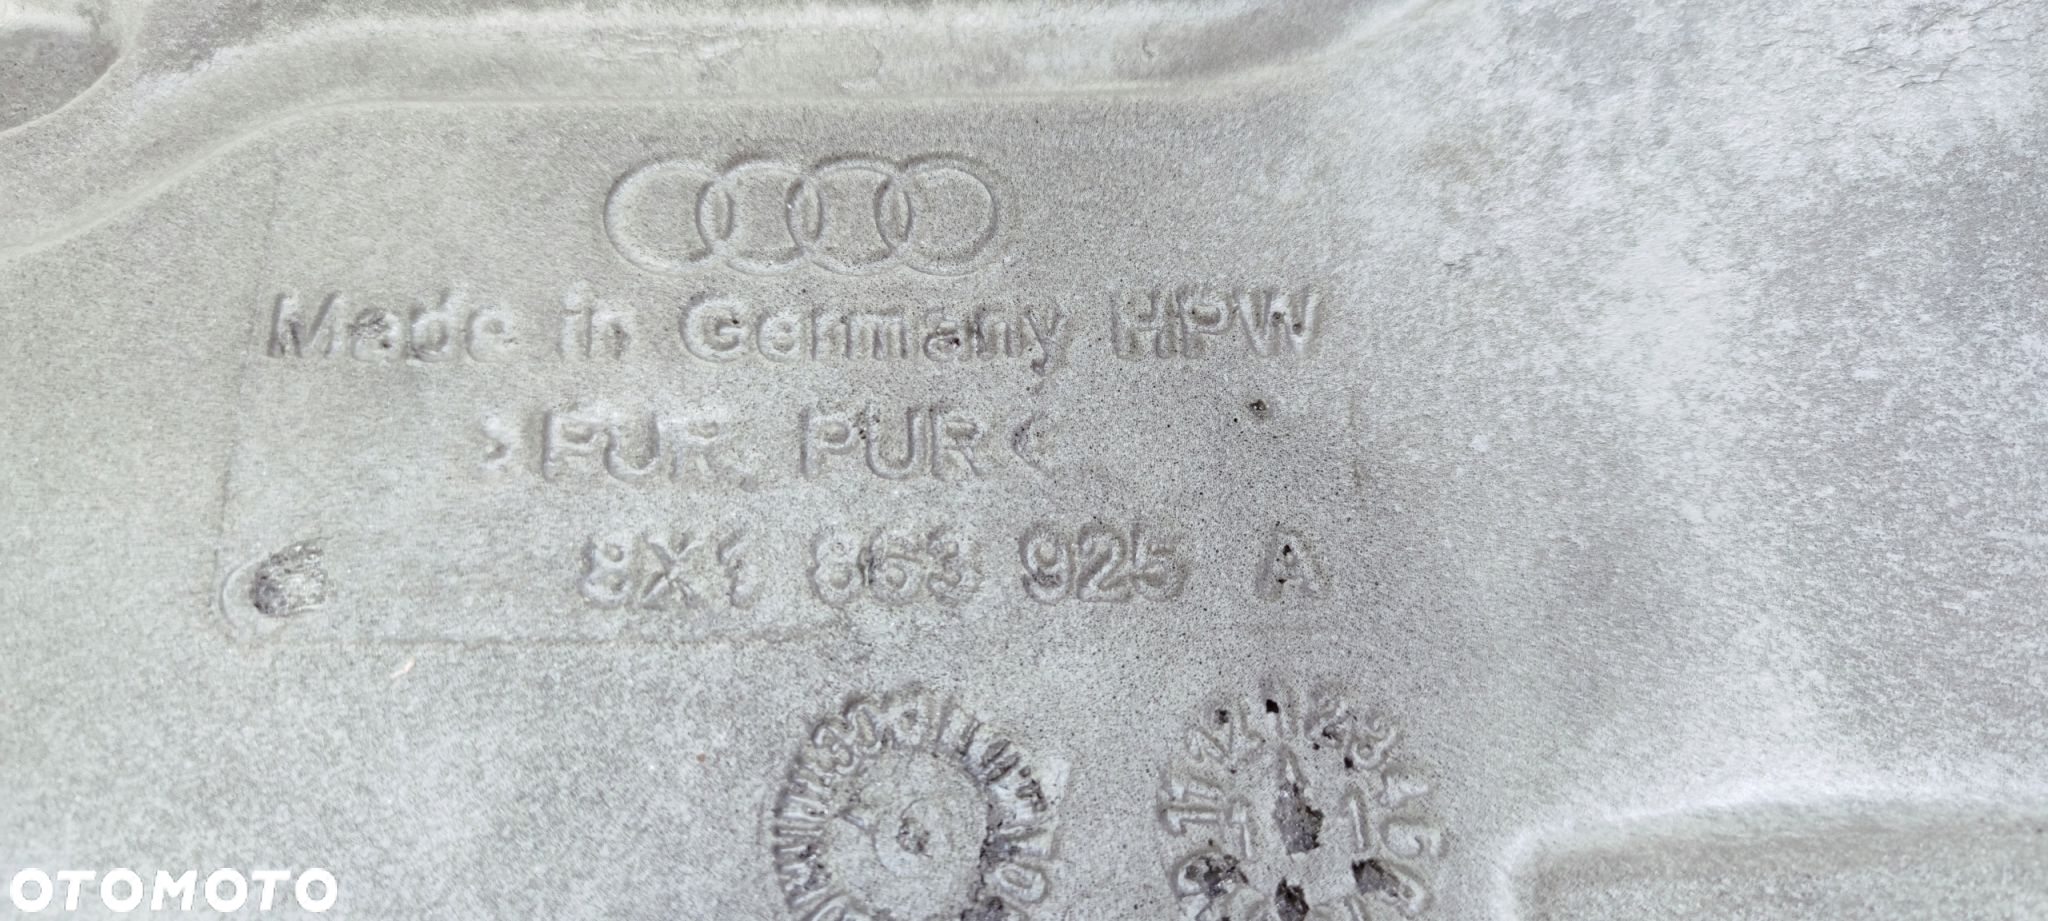 Made in Germany HPW
>PUR, PUR<
8X1 863 925 A
OTOMOTO